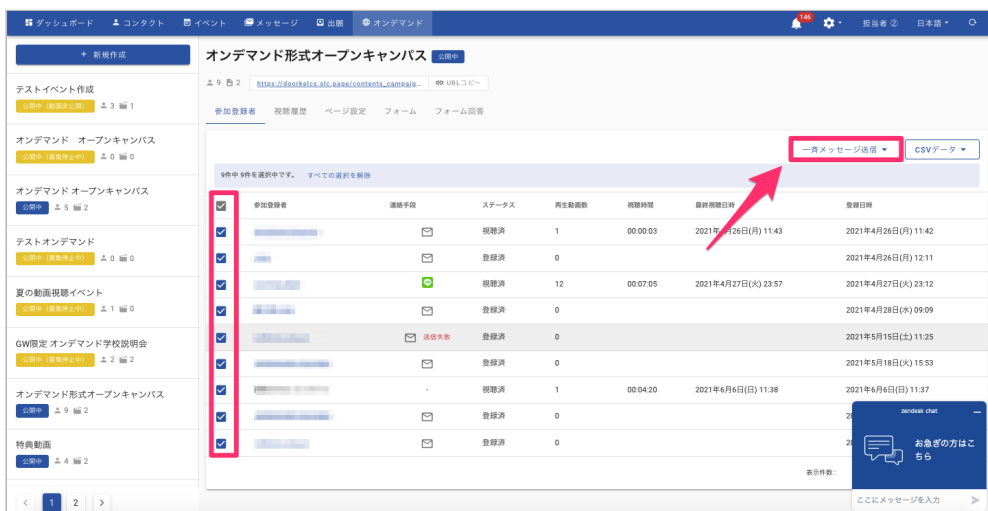 ダッシュボード コンタクト イベント メッセージ 出願 オンデマンド 146 担当者 ② 日本語
+ 新規作成
テストイベント作成
公開中（動画未公開） 3 1
オンデマンド オープンキャンパス
公開中（募集停止中） 0 0
オンデマンド オープンキャンパス
公開中 5 2
テストオンデマンド
公開中（募集停止中） 0 0
夏の動画視聴イベント
公開中（募集停止中） 1 0
GW限定 オンデマンド学校説明会
公開中（募集停止中） 2 2
オンデマンド形式オープンキャンパス
公開中 9 2
特典動画
公開中 4 2
< 1 2 >
オンデマンド形式オープンキャンパス 公開中
9 2 https://doorkelcs.slc.page/contents_campaig… URLコピー
参加登録者 視聴履歴 ページ設定 フォーム フォーム回答
一斉メッセージ送信 CSVデータ
9件中 9件を選択中です。 すべての選択を解除
参加登録者 連絡手段 ステータス 再生動画数 視聴時間 最終視聴日時 登録日時
視聴済 1 00:00:03 2021年4月26日(月) 11:43 2021年4月26日(月) 11:42
登録済 0 2021年4月26日(月) 12:11
視聴済 12 00:07:05 2021年4月27日(火) 23:57 2021年4月27日(火) 23:12
登録済 0 2021年4月28日(水) 09:09
送信失敗 登録済 0 2021年5月15日(土) 11:25
登録済 0 2021年5月18日(火) 15:53
- 視聴済 1 00:04:20 2021年6月6日(日) 11:38 2021年6月6日(日) 11:37
登録済 0
登録済 0
表示件数:
zendesk chat
お急ぎの方はこ
ちら
ここにメッセージを入力